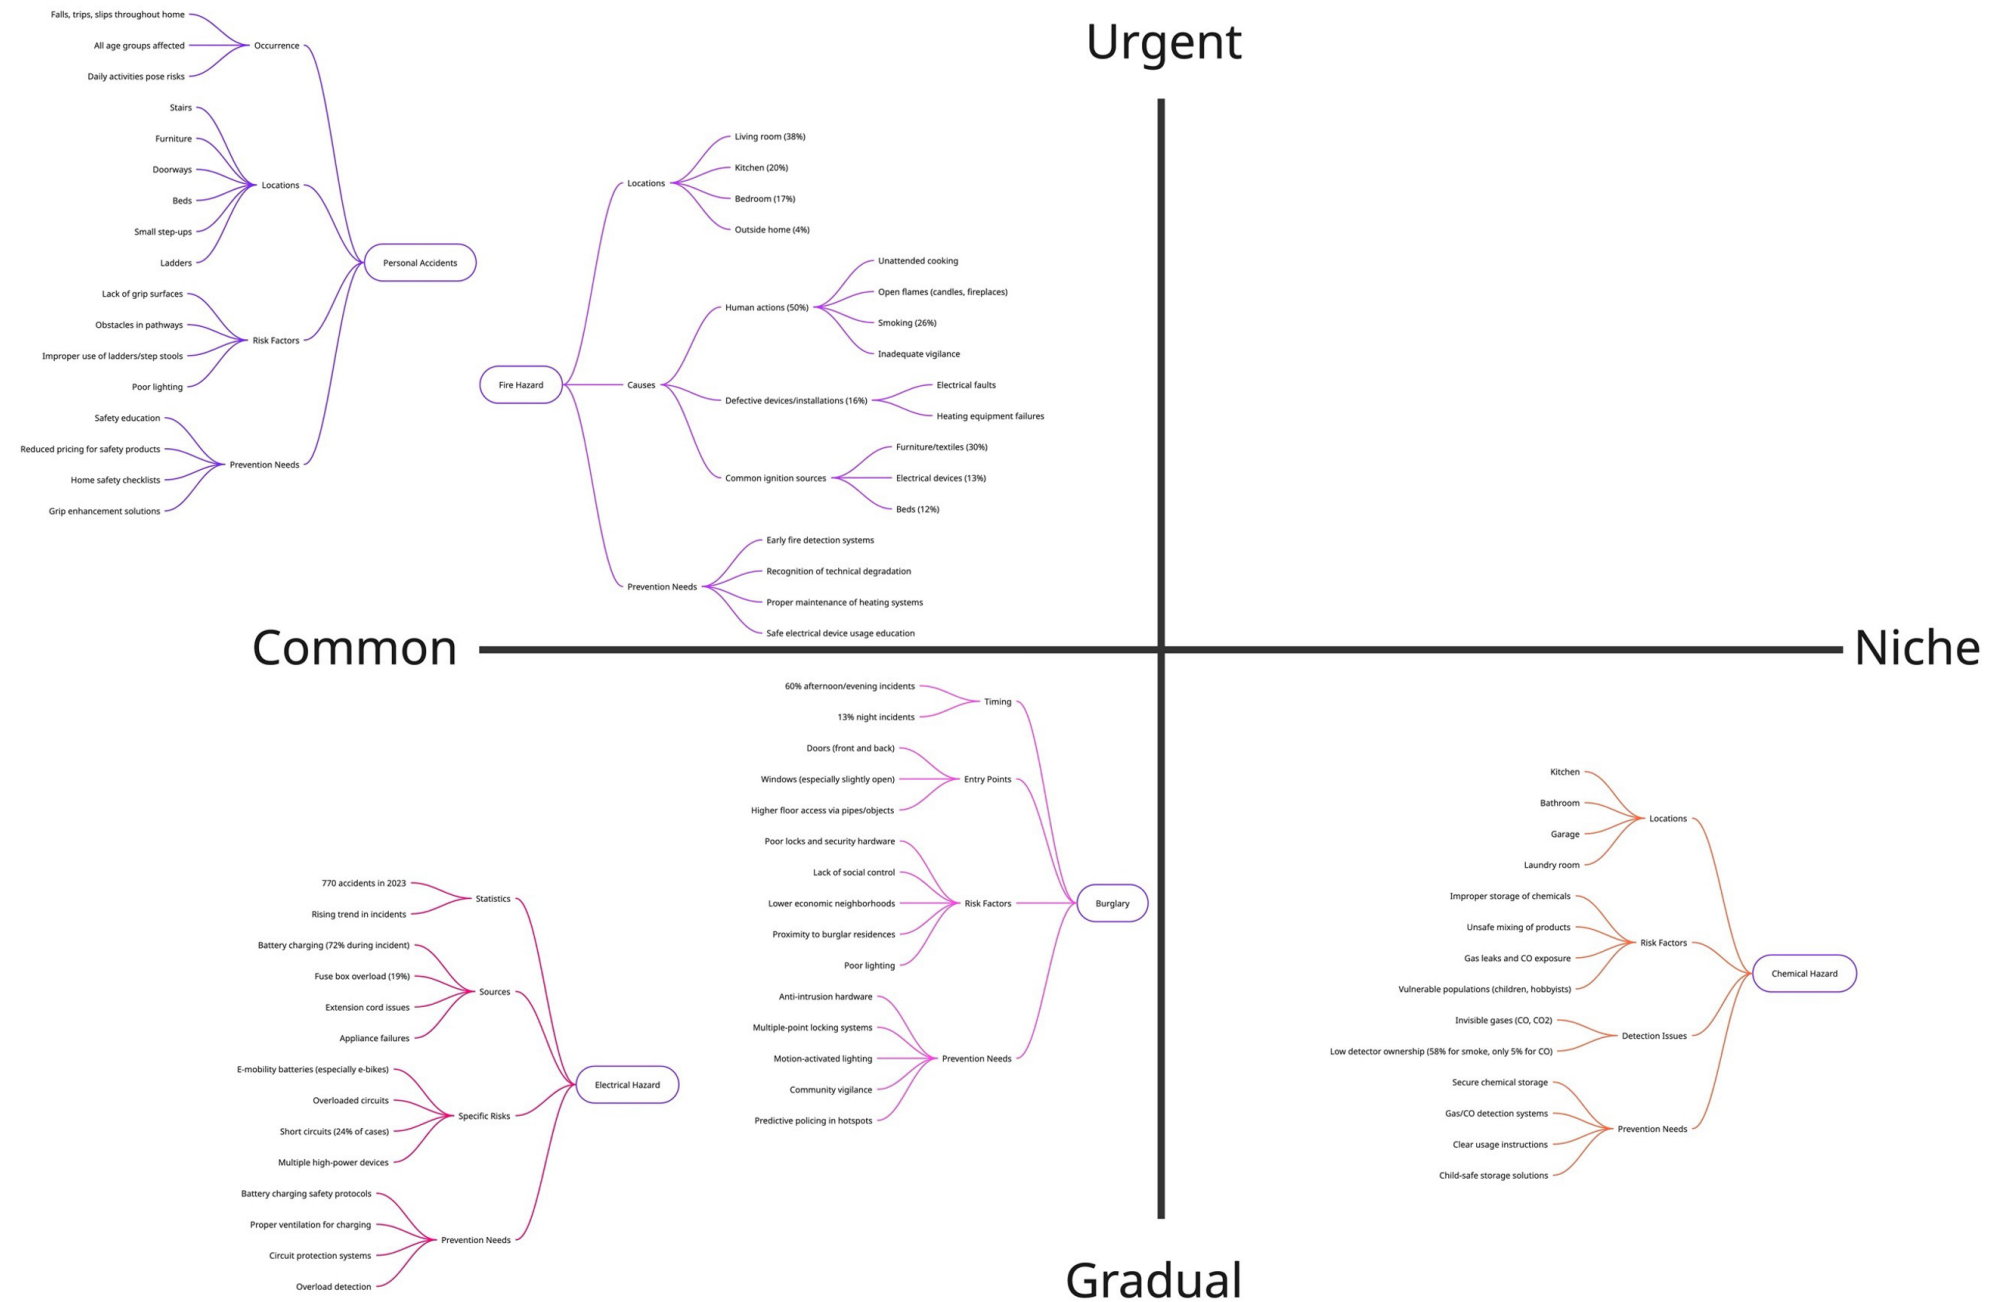 Urgent
Common
Niche
Gradual
Personal Accidents
Occurrence
Falls, trips, slips throughout home
All age groups affected
Daily activities pose risks
Locations
Stairs
Furniture
Doorways
Beds
Small step-ups
Ladders
Risk Factors
Lack of grip surfaces
Obstacles in pathways
Improper use of ladders/step stools
Poor lighting
Prevention Needs
Safety education
Reduced pricing for safety products
Home safety checklists
Grip enhancement solutions
Fire Hazard
Locations
Living room (38%)
Kitchen (20%)
Bedroom (17%)
Outside home (4%)
Causes
Human actions (50%)
Unattended cooking
Open flames (candles, fireplaces)
Smoking (26%)
Inadequate vigilance
Defective devices/installations (16%)
Electrical faults
Heating equipment failures
Common ignition sources
Furniture/textiles (30%)
Electrical devices (13%)
Beds (12%)
Prevention Needs
Early fire detection systems
Recognition of technical degradation
Proper maintenance of heating systems
Safe electrical device usage education
Electrical Hazard
Statistics
770 accidents in 2023
Rising trend in incidents
Sources
Battery charging (72% during incident)
Fuse box overload (19%)
Extension cord issues
Appliance failures
Specific Risks
E-mobility batteries (especially e-bikes)
Overloaded circuits
Short circuits (24% of cases)
Multiple high-power devices
Prevention Needs
Battery charging safety protocols
Proper ventilation for charging
Circuit protection systems
Overload detection
Burglary
Timing
60% afternoon/evening incidents
13% night incidents
Entry Points
Doors (front and back)
Windows (especially slightly open)
Higher floor access via pipes/objects
Risk Factors
Poor locks and security hardware
Lack of social control
Lower economic neighborhoods
Proximity to burglar residences
Poor lighting
Prevention Needs
Anti-intrusion hardware
Multiple-point locking systems
Motion-activated lighting
Community vigilance
Predictive policing in hotspots
Chemical Hazard
Locations
Kitchen
Bathroom
Garage
Laundry room
Risk Factors
Improper storage of chemicals
Unsafe mixing of products
Gas leaks and CO exposure
Vulnerable populations (children, hobbyists)
Detection Issues
Invisible gases (CO, CO2)
Low detector ownership (58% for smoke, only 5% for CO)
Prevention Needs
Secure chemical storage
Gas/CO detection systems
Clear usage instructions
Child-safe storage solutions